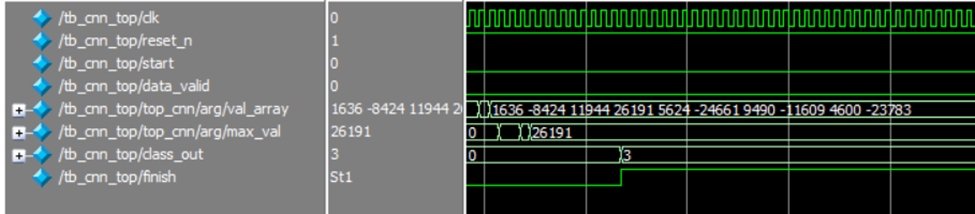 /tb_cnn_top/clk 0
/tb_cnn_top/reset_n 1
/tb_cnn_top/start 0
/tb_cnn_top/data_valid 0
/tb_cnn_top/top_cnn/arg/val_array 1636 -8424 11944 2 1636 -8424 11944 26191 5624 -24661 9490 -11609 4600 -23783
/tb_cnn_top/top_cnn/arg/max_val 26191 0 26191
/tb_cnn_top/class_out 3 0 3
/tb_cnn_top/finish St1